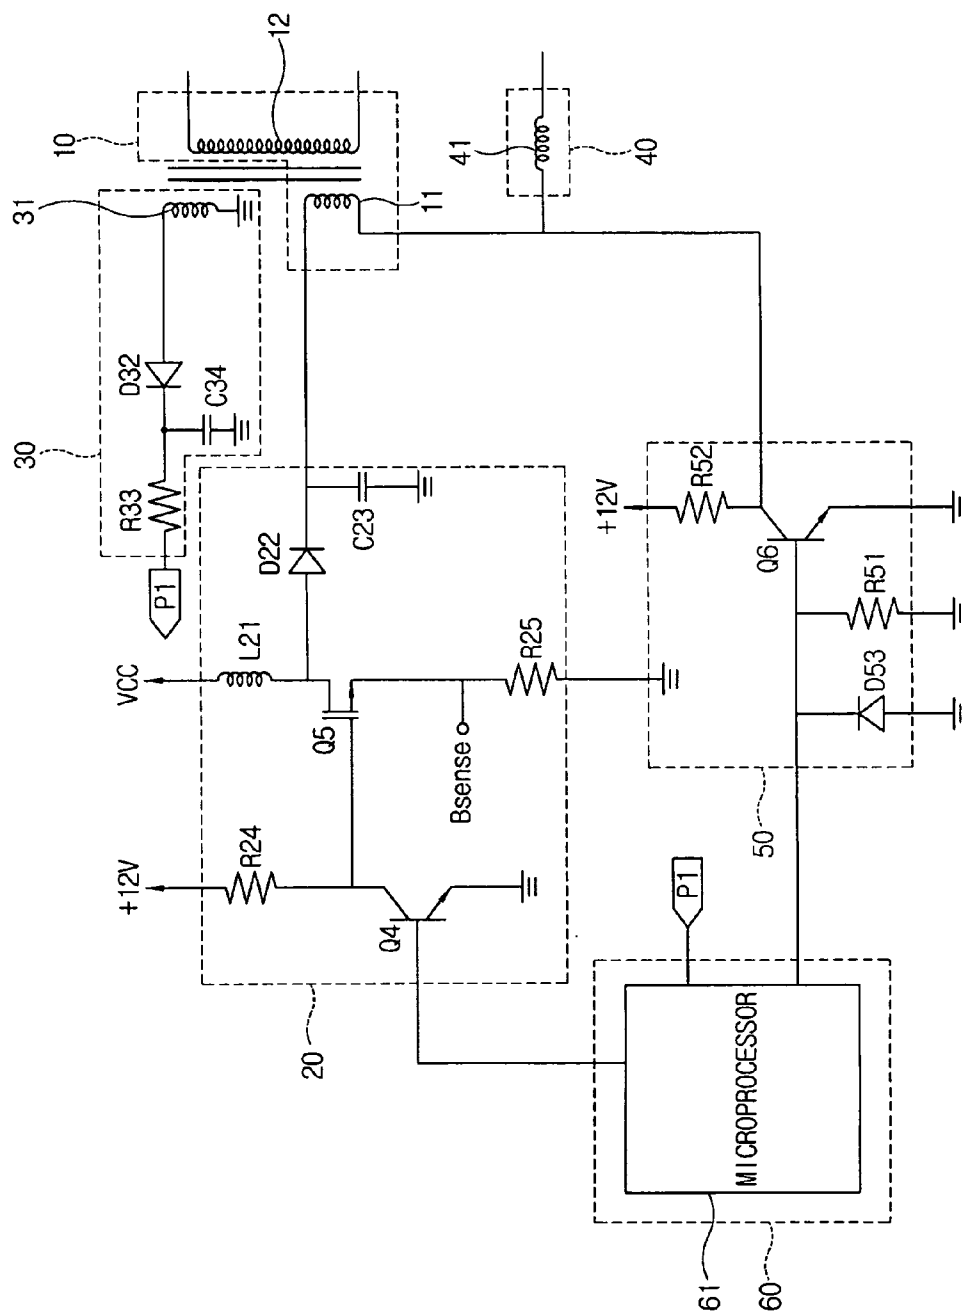 10
12
31
11
41
40
30
D32
C34
R33
P1
D22
C23
VCC
L21
Q5
R25
Bsense
+12V
R24
Q4
20
+12V
R52
Q6
R51
D53
50
P1
MICROPROCESSOR
61
60